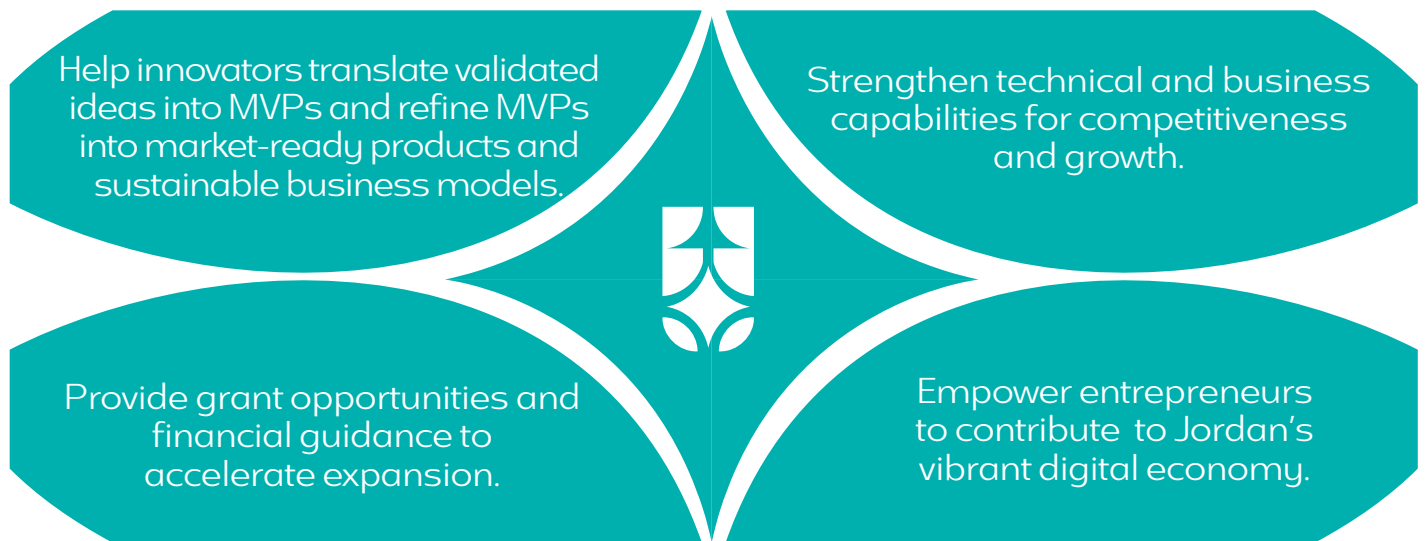 Help innovators translate validated
ideas into MVPs and refine MVPs
into market-ready products and
sustainable business models.
Strengthen technical and business
capabilities for competitiveness
and growth.
Provide grant opportunities and
financial guidance to
accelerate expansion.
Empower entrepreneurs
to contribute to Jordan's
vibrant digital economy.